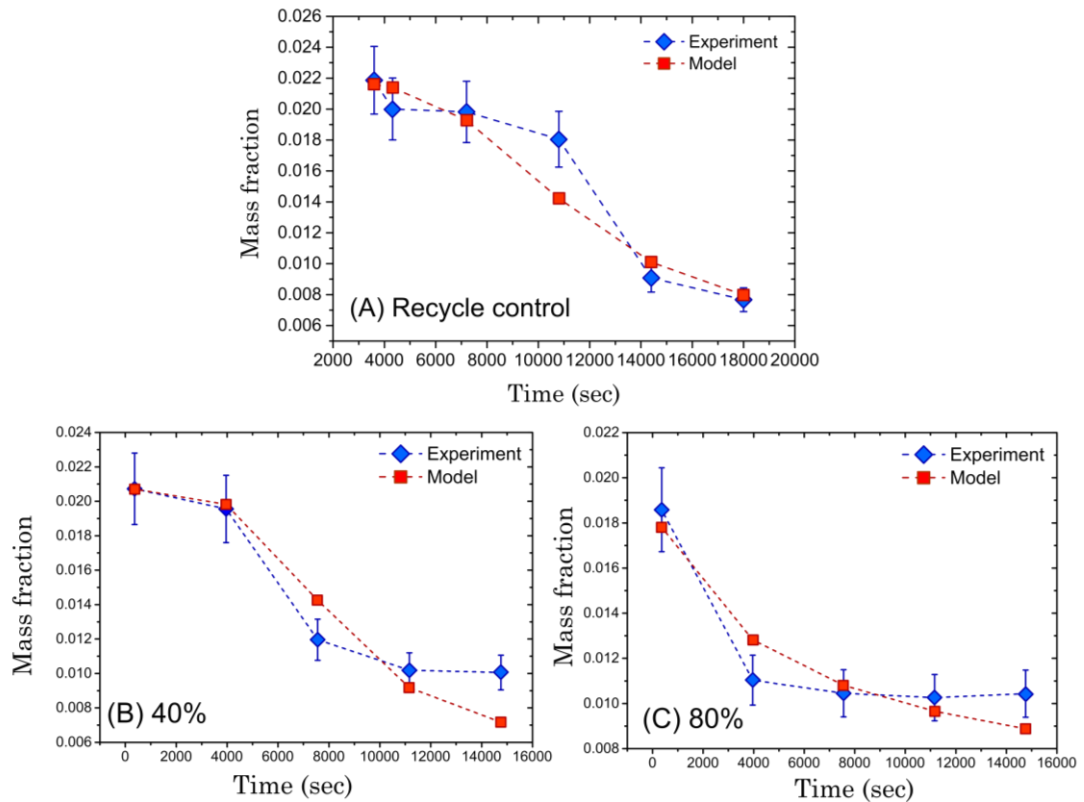 0.026
0.024
0.022
0.020
0.018
0.016
0.014
0.012
0.010
0.008
0.006
Mass fraction
Experiment
Model
(A) Recycle control
2000 4000 6000 8000 10000 12000 14000 16000 18000 20000
Time (sec)
0.024
0.022
0.020
0.018
0.016
0.014
0.012
0.010
0.008
0.006
Mass fraction
Experiment
Model
(B) 40%
0 2000 4000 6000 8000 10000 12000 14000 16000
Time (sec)
0.022
0.020
0.018
0.016
0.014
0.012
0.010
0.008
Mass fraction
Experiment
Model
(C) 80%
0 2000 4000 6000 8000 10000 12000 14000 16000
Time (sec)